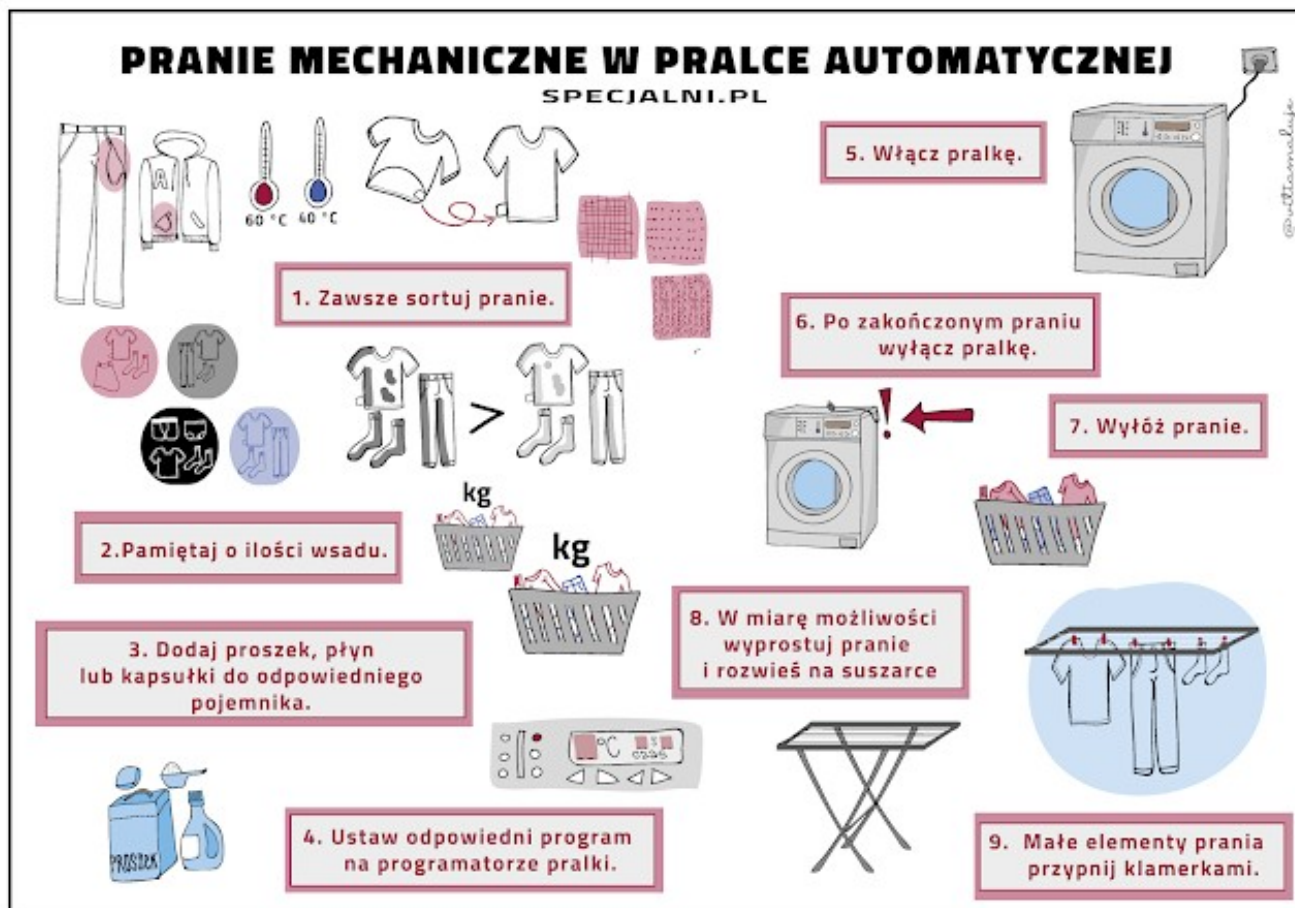 PRANIE MECHANICZNE W PRALCE AUTOMATYCZNEJ
SPECJALNI.PL
60 °C
40 °C
1. Zawsze sortuj pranie.
2.Pamiętaj o ilości wsadu.
kg
kg
3. Dodaj proszek, płyn
lub kapsułki do odpowiedniego
pojemnika.
PROSZEK
°C
4. Ustaw odpowiedni program
na programatorze pralki.
5. Włącz pralkę.
@vittamaluje
6. Po zakończonym praniu
wyłącz pralkę.
!
7. Wyłóż pranie.
8. W miarę możliwości
wyprostuj pranie
i rozwieś na suszarce
9. Małe elementy prania
przypnij klamerkami.